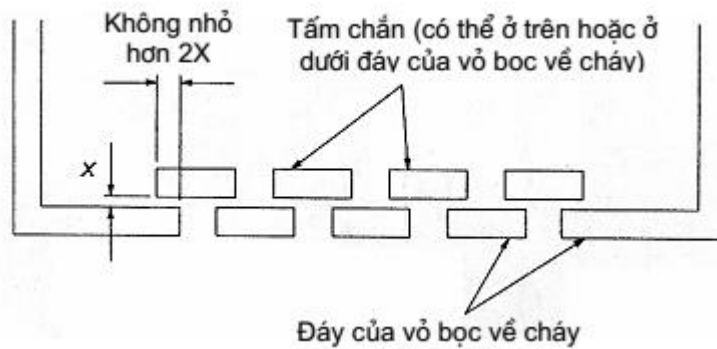 Không nhỏ
hơn 2X
Tấm chắn (có thể ở trên hoặc ở
dưới đáy của vỏ bọc về cháy)
x
Đáy của vỏ bọc về cháy